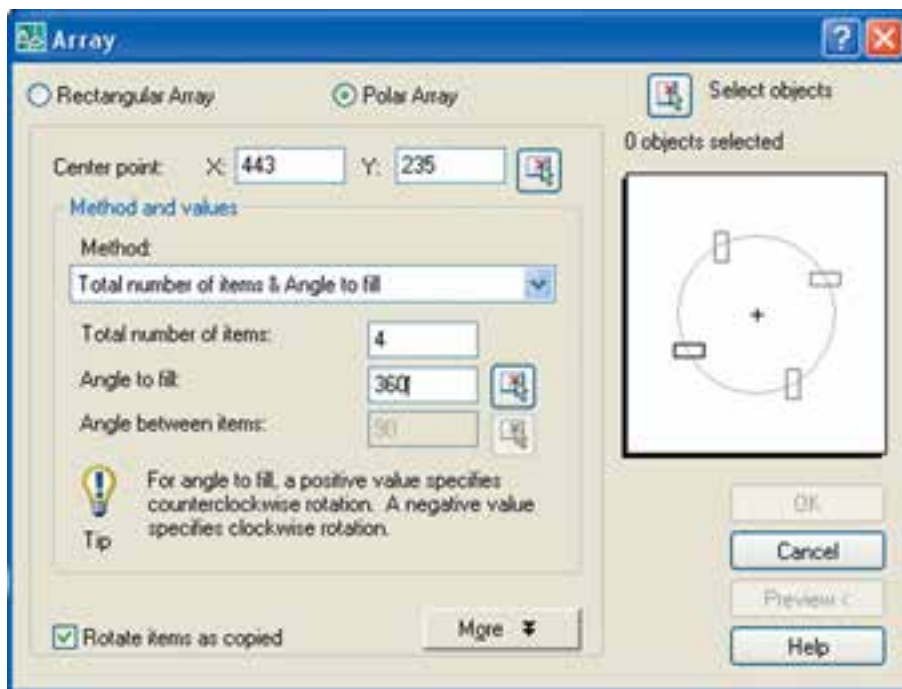 Array
Rectangular Array
Polar Array
Select objects
0 objects selected
Center point: X: 443 Y: 235
Method and values
Method:
Total number of items & Angle to fill
Total number of items: 4
Angle to fill: 360
Angle between items: 90
For angle to fill, a positive value specifies
counterclockwise rotation. A negative value
specifies clockwise rotation.
Tip
OK
Cancel
Preview <
Help
Rotate items as copied
More